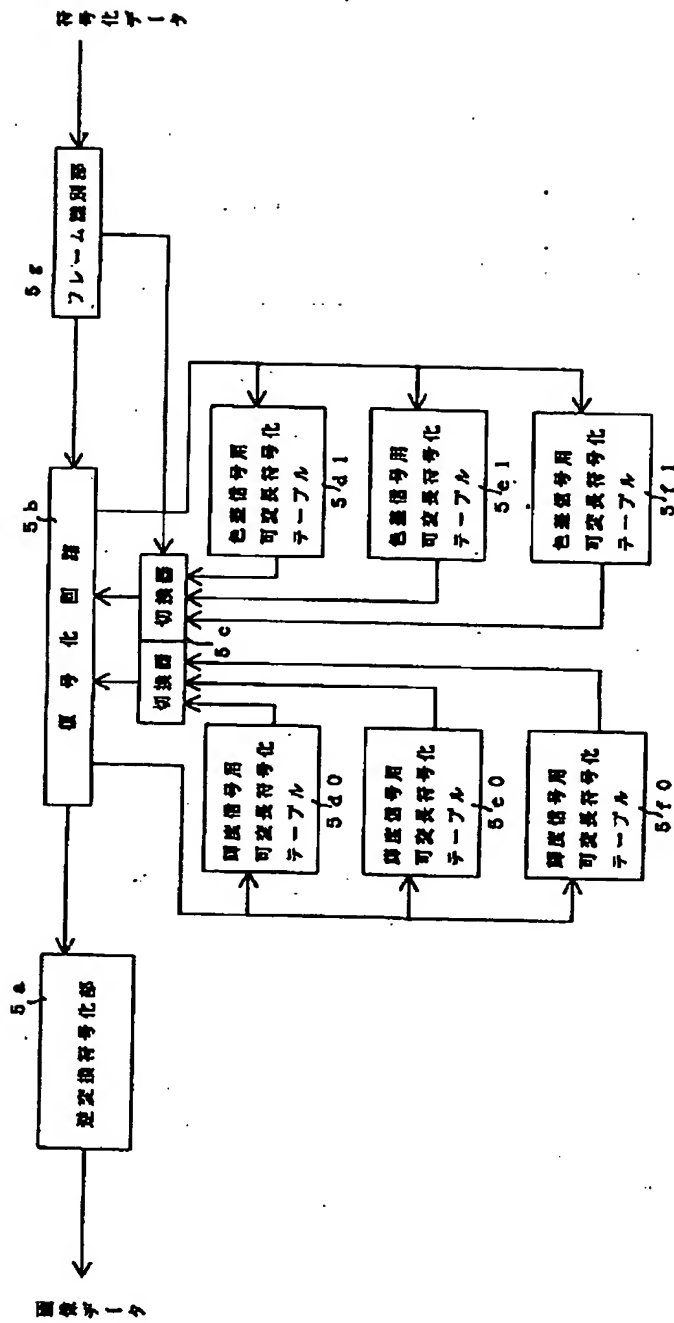 符号化データ
5g
フレーム識別部
5b
復号化回路
切換器
切換器
5c
色差信号用
可変長符号化
テーブル
5d1
色差信号用
可変長符号化
テーブル
5e1
色差信号用
可変長符号化
テーブル
5f1
輝度信号用
可変長符号化
テーブル
5d0
輝度信号用
可変長符号化
テーブル
5e0
輝度信号用
可変長符号化
テーブル
5f0
5a
逆変換符号化部
画像データ